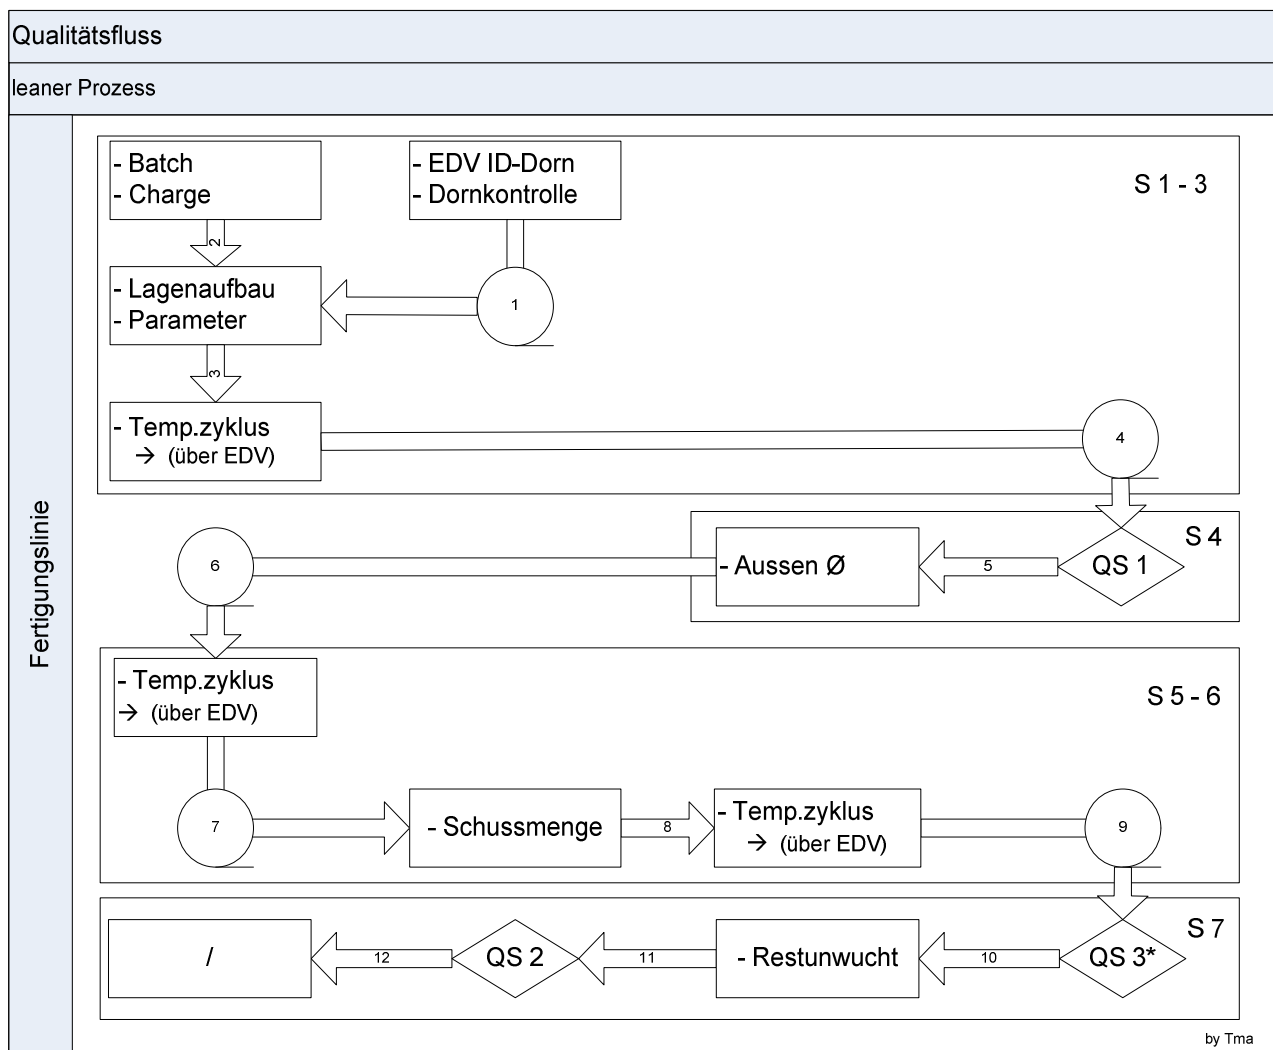 Qualitätsfluss
leaner Prozess
Fertigungslinie
- Batch
- Charge
- EDV ID-Dorn
- Dornkontrolle
S 1 - 3
2
- Lagenaufbau
- Parameter
1
3
- Temp.zyklus
→ (über EDV)
4
S 4
6
- Aussen Ø
5
QS 1
- Temp.zyklus
→ (über EDV)
S 5 - 6
7
- Schussmenge
8
- Temp.zyklus
→ (über EDV)
9
S 7
/
12
QS 2
11
- Restunwucht
10
QS 3*
by Tma